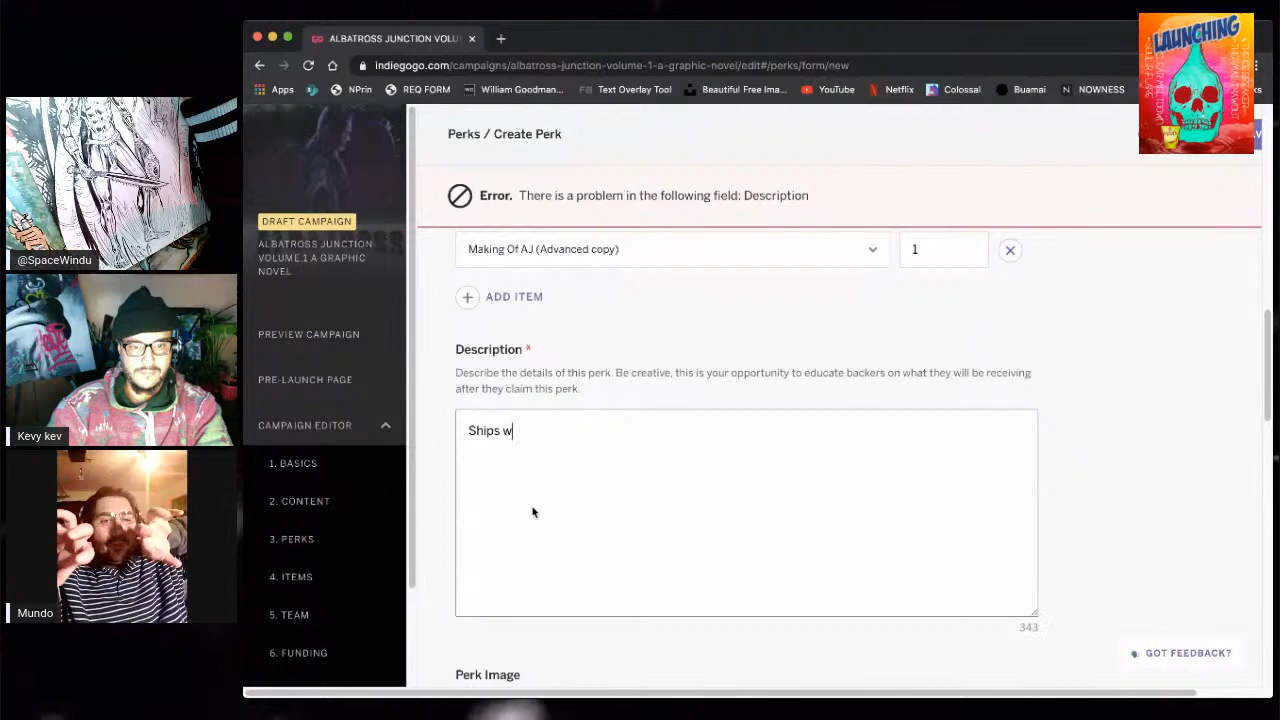 ALBATROSS JUNCTION VOLU
indiegogo.com/campaigns/albatross-junction-volume-1-a-graphic-novel/edit#/perks/form/new
Apps
NPrin
REQ FORM
William Goodman...
Text Overlay Tool
Beautiful Free Ima...
YouTube
Netflix
Colossal
Buamai
NOWNESS
LAUNCHING
Perks / Create Perk
Error. There is a problem in the following field: Description
DRAFT CAMPAIGN
ALBATROSS JUNCTION
VOLUME 1 A GRAPHIC
NOVEL
PREVIEW CAMPAIGN
PRE-LAUNCH PAGE
CAMPAIGN EDITOR
1. BASICS
2. CONTENT
3. PERKS
4. ITEMS
5. TEAM
6. FUNDING
Making Of AJ (Advanced copy)
1
ADD ITEM
Description *
Describe the details of this perk. Be creative, this is your opportunity to educate backers on what they will be receiving
after they claim this perk.
Ships w
343
Perk Image
GOT FEEDBACK?
@SpaceWindu
Kevy kev
Mundo